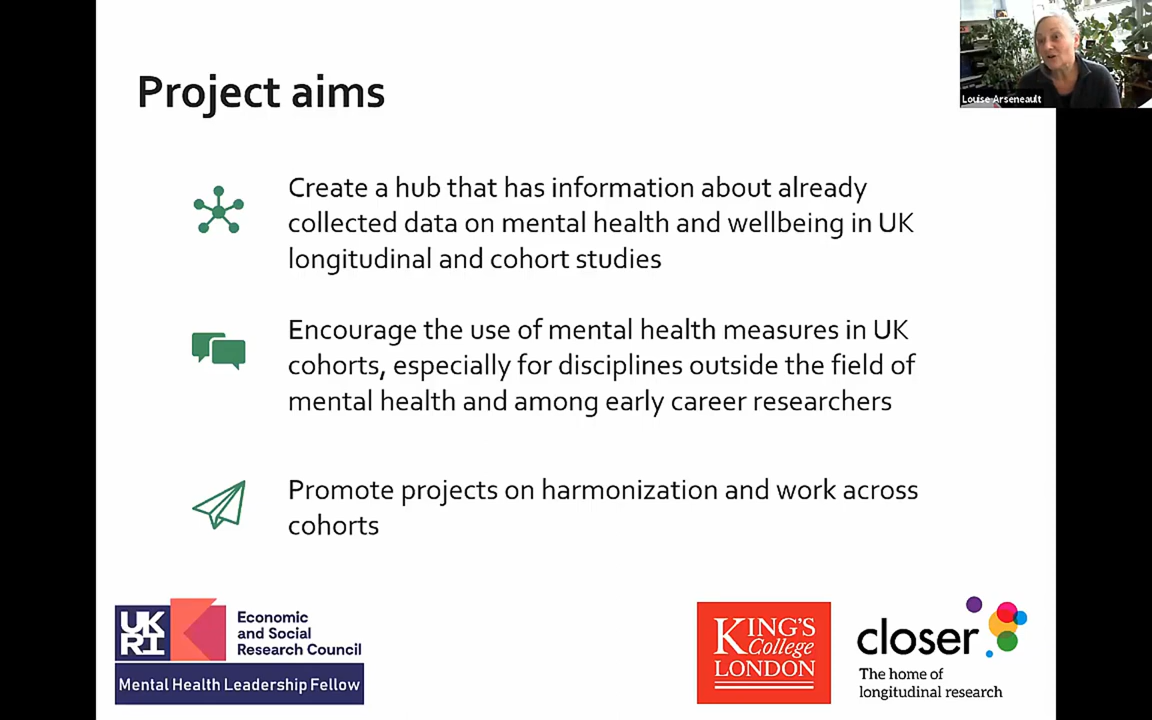 Project aims
Louise Arseneault
Create a hub that has information about already
collected data on mental health and wellbeing in UK
longitudinal and cohort studies
Encourage the use of mental health measures in UK
cohorts, especially for disciplines outside the field of
mental health and among early career researchers
Promote projects on harmonization and work across
cohorts
UK
RI
Economic
and Social
Research Council
Mental Health Leadership Fellow
KING'S
College
LONDON
closer
The home of
longitudinal research